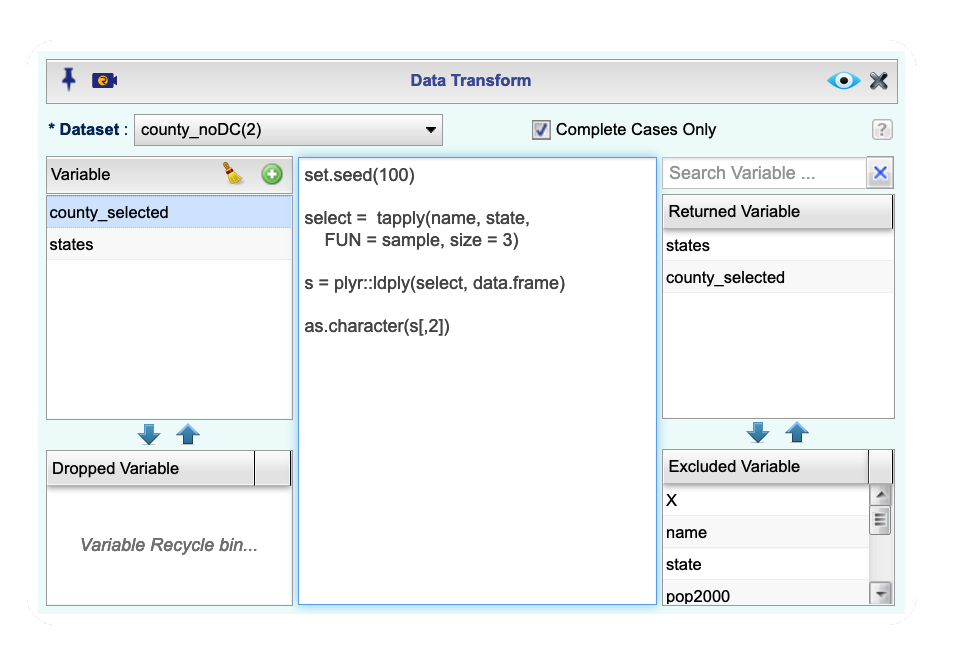 Data Transform
* Dataset :
county_noDC(2)
Complete Cases Only
?
Variable
county_selected
states
set.seed(100)
select =  tapply(name, state,
    FUN = sample, size = 3)
s = plyr::ldply(select, data.frame)
as.character(s[,2])
Search Variable ...
Returned Variable
states
county_selected
Dropped Variable
Variable Recycle bin...
Excluded Variable
X
name
state
pop2000